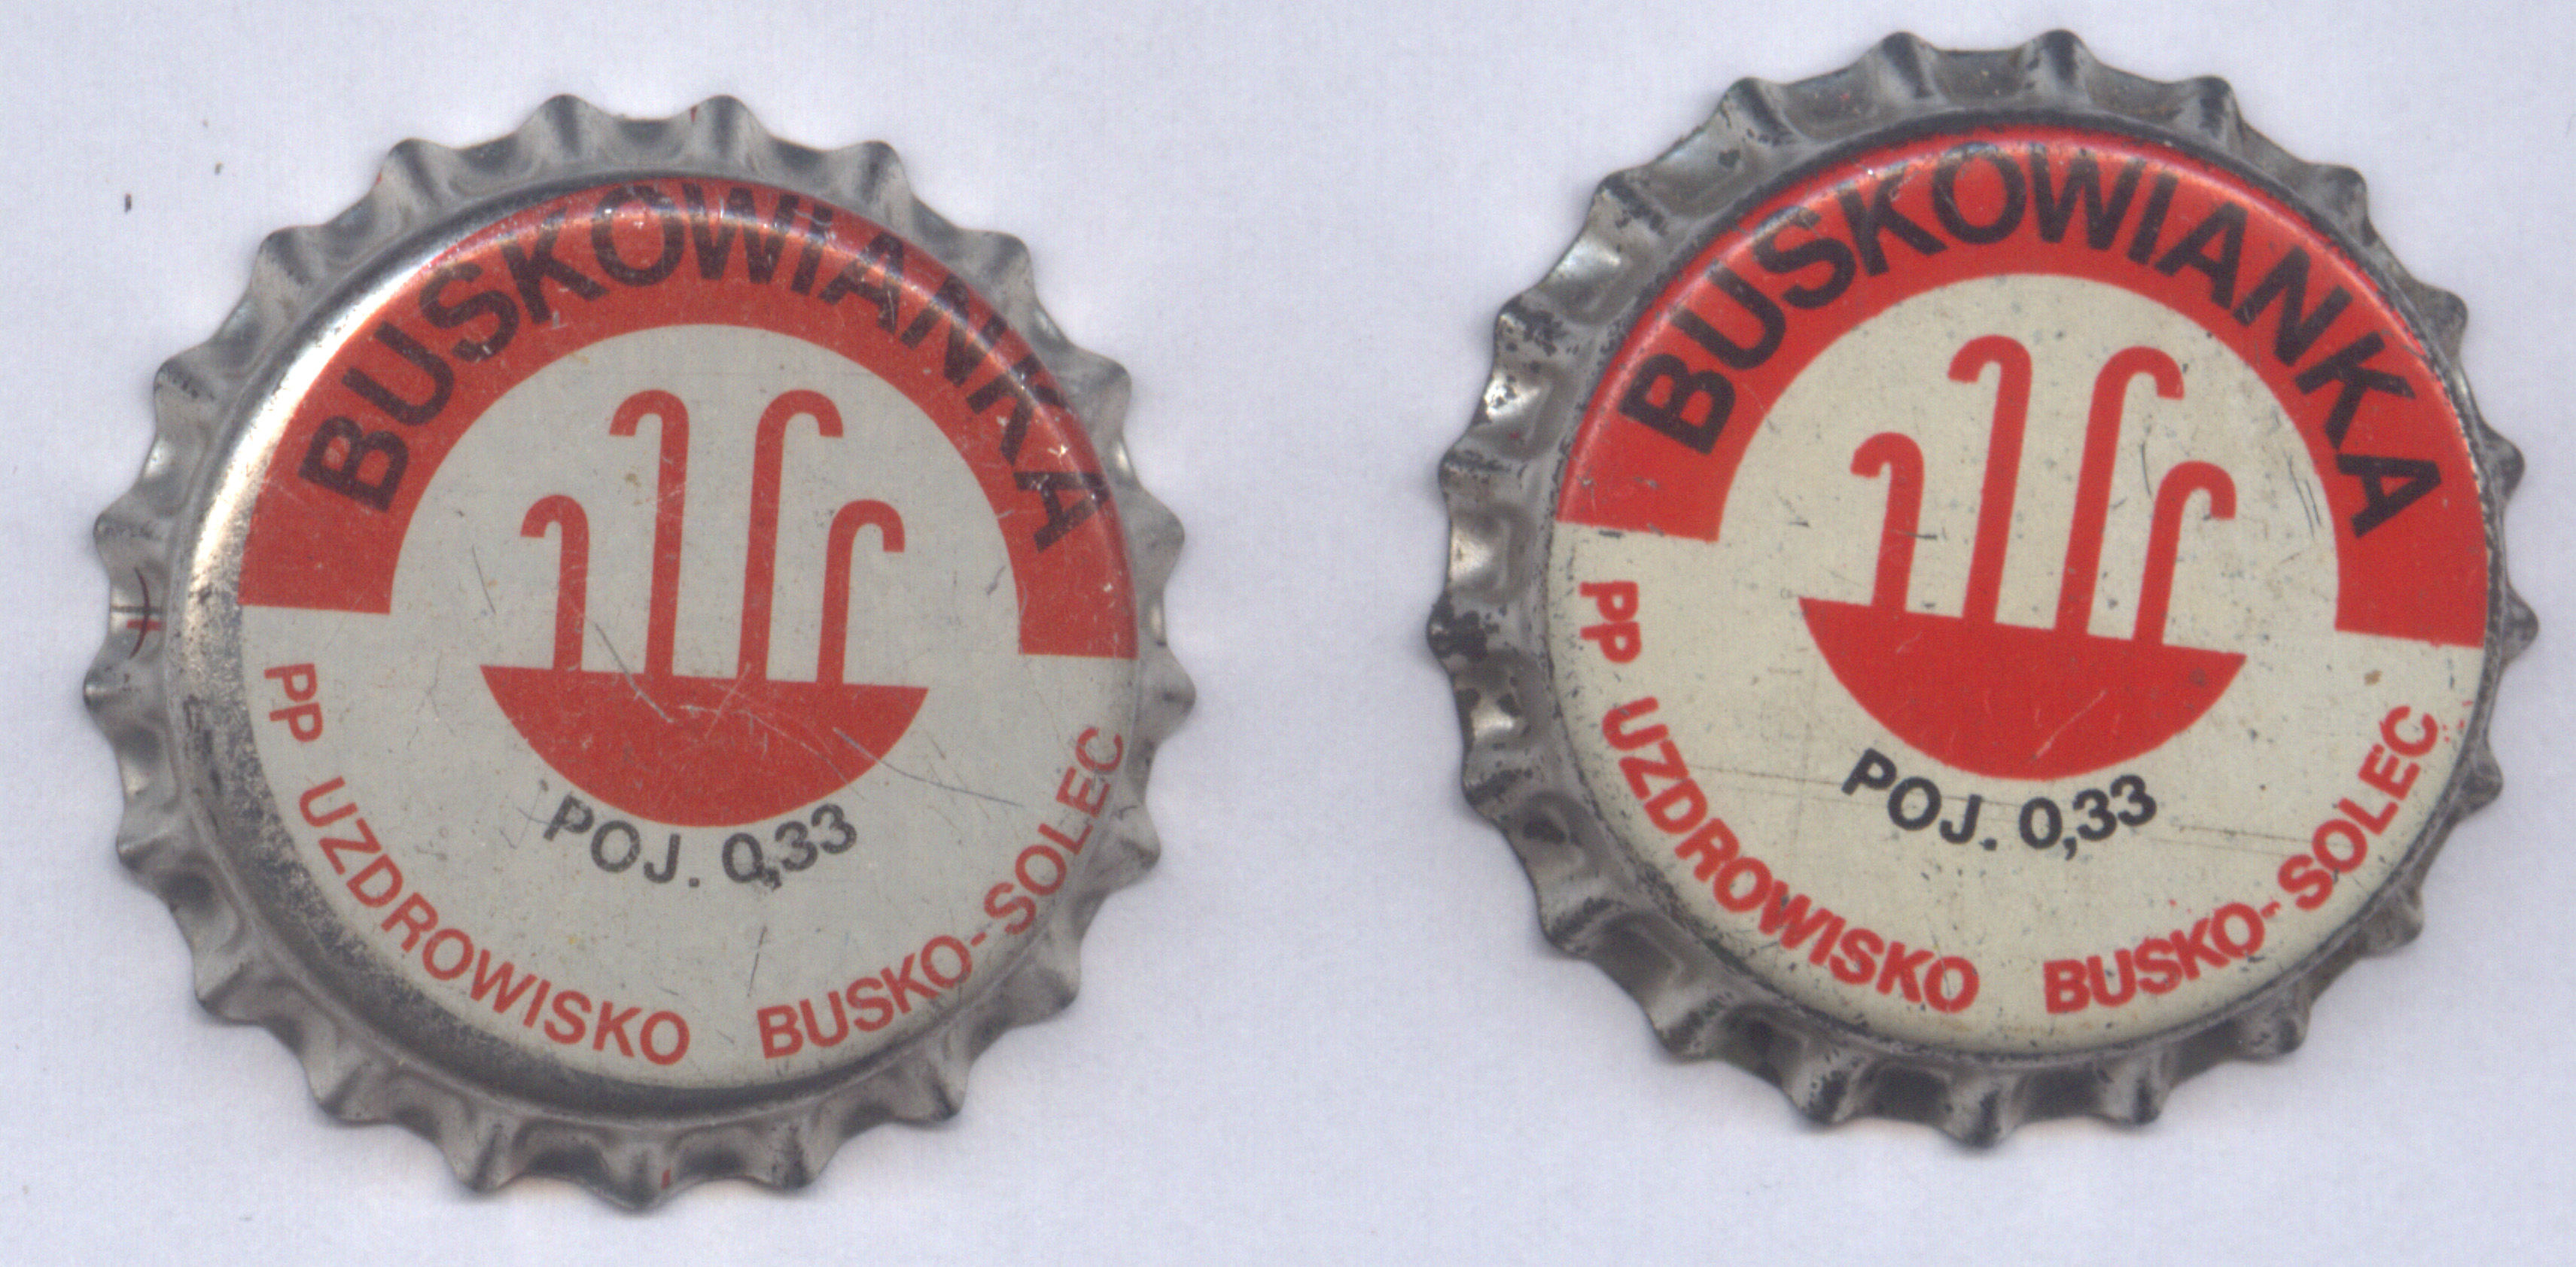 BUSKOWiANKA
POJ. 0,33
PP UZDROWISKO BUSKO-SOLEC
BUSKOWIANKA
POJ. 0,33
PP UZDROWISKO BUSKO-SOLEC